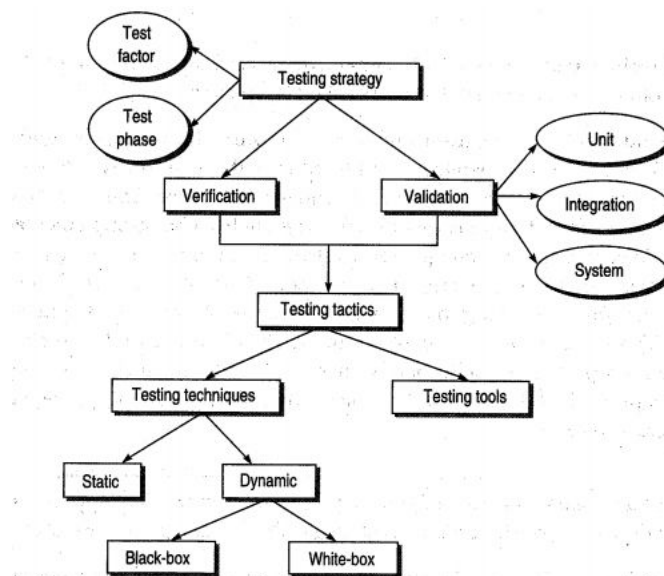 Test
factor
Testing strategy
Test
phase
Unit
Verification
Validation
Integration
System
Testing tactics
Testing techniques
Testing tools
Static
Dynamic
Black-box
White-box